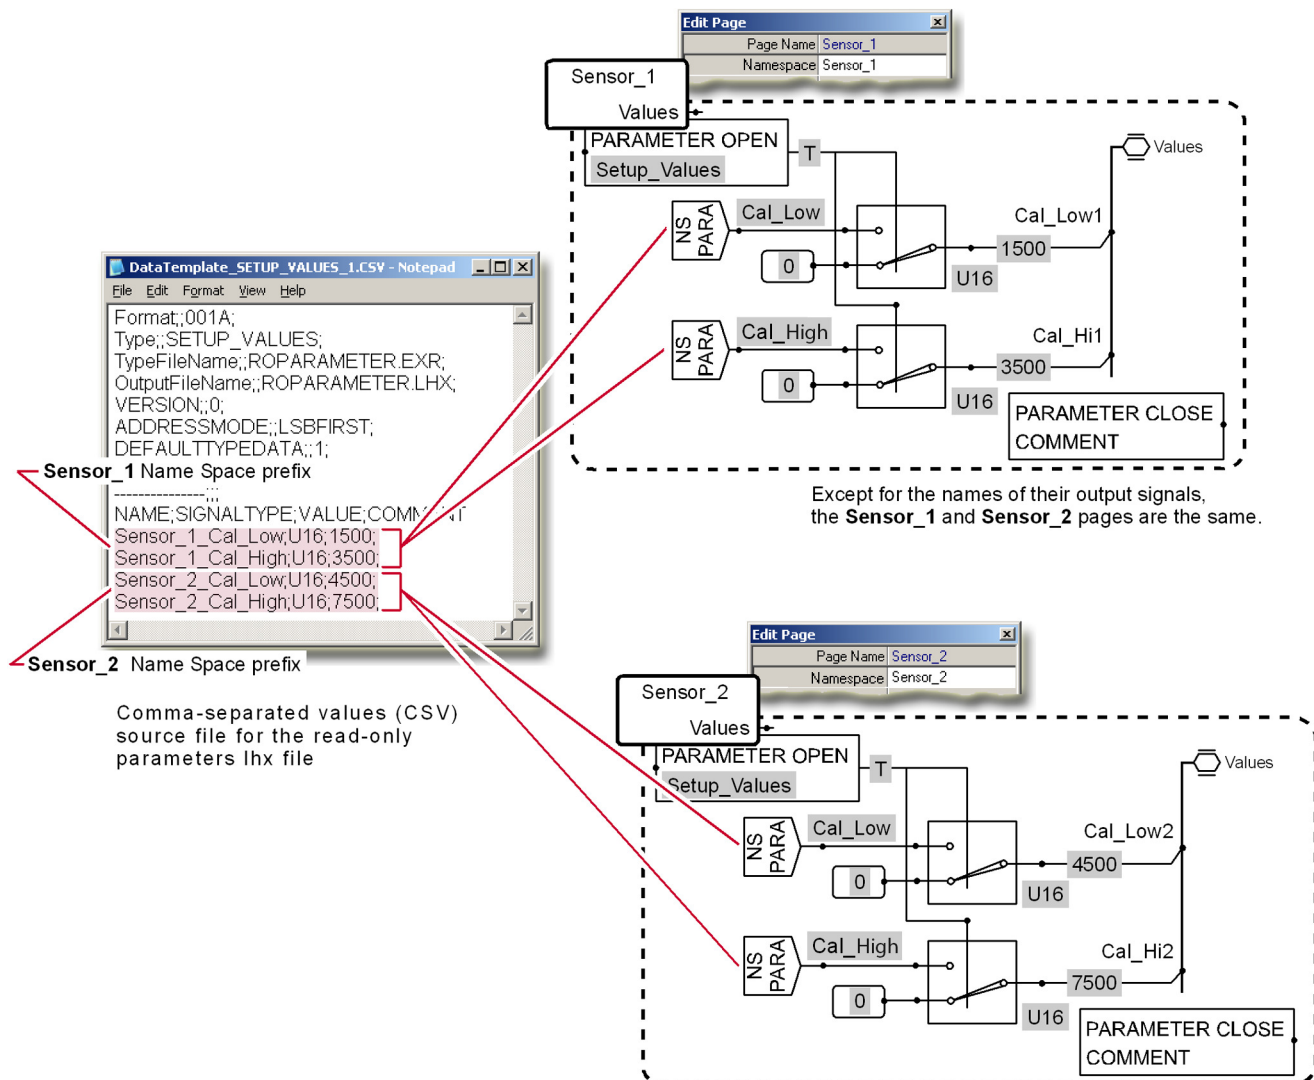 Edit Page
Page Name Sensor_1
Namespace Sensor_1
Sensor_1
Values
PARAMETER OPEN
Setup_Values
T
Values
NS PARA
Cal_Low
0
Cal_Low1
1500
U16
NS PARA
Cal_High
0
Cal_Hi1
3500
U16
PARAMETER CLOSE
COMMENT
Except for the names of their output signals,
the Sensor_1 and Sensor_2 pages are the same.
DataTemplate_SETUP_VALUES_1.CSV - Notepad
File Edit Format View Help
Format;;001A;
Type;;SETUP_VALUES;
TypeFileName;;ROPARAMETER.EXR;
OutputFileName;;ROPARAMETER.LHX;
VERSION;;0;
ADDRESSMODE;;LSBFIRST;
DEFAULTTYPEDATA;;1;
Sensor_1 Name Space prefix
---------------;;;
NAME;SIGNALTYPE;VALUE;
Sensor_1_Cal_Low;U16;1500;
Sensor_1_Cal_High;U16;3500;
Sensor_2_Cal_Low;U16;4500;
Sensor_2_Cal_High;U16;7500;
Sensor_2 Name Space prefix
Comma-separated values (CSV)
source file for the read-only
parameters lhx file
Edit Page
Page Name Sensor_2
Namespace Sensor_2
Sensor_2
Values
PARAMETER OPEN
Setup_Values
T
Values
NS PARA
Cal_Low
0
Cal_Low2
4500
U16
NS PARA
Cal_High
0
Cal_Hi2
7500
U16
PARAMETER CLOSE
COMMENT